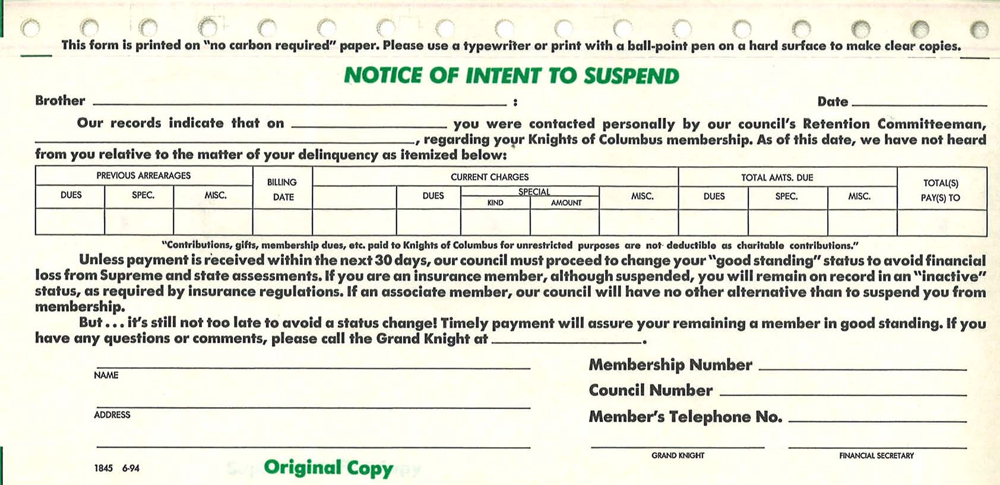 This form is printed on "no carbon required" paper. Please use a typewriter or print with a ball-point pen on a hard surface to make clear copies.
NOTICE OF INTENT TO SUSPEND
Brother ____ : Date ____
Our records indicate that on ____ you were contacted personally by our council's Retention Committeeman,
____, regarding your Knights of Columbus membership. As of this date, we have not heard
from you relative to the matter of your delinquency as itemized below:
PREVIOUS ARREARAGES
DUES SPEC. MISC.
BILLING
DATE
CURRENT CHARGES
DUES
SPECIAL
KIND AMOUNT
MISC.
TOTAL AMTS. DUE
DUES SPEC. MISC.
TOTAL(S)
PAY(S) TO
"Contributions, gifts, membership dues, etc. paid to Knights of Columbus for unrestricted purposes are not deductible as charitable contributions."
Unless payment is received within the next 30 days, our council must proceed to change your "good standing" status to avoid financial
loss from Supreme and state assessments. If you are an insurance member, although suspended, you will remain on record in an "inactive"
status, as required by insurance regulations. If an associate member, our council will have no other alternative than to suspend you from
membership.
But... it's still not too late to avoid a status change! Timely payment will assure your remaining a member in good standing. If you
have any questions or comments, please call the Grand Knight at ____.
NAME
ADDRESS
Membership Number ____
Council Number ____
Member's Telephone No. ____
GRAND KNIGHT FINANCIAL SECRETARY
1845 6-94 Original Copy